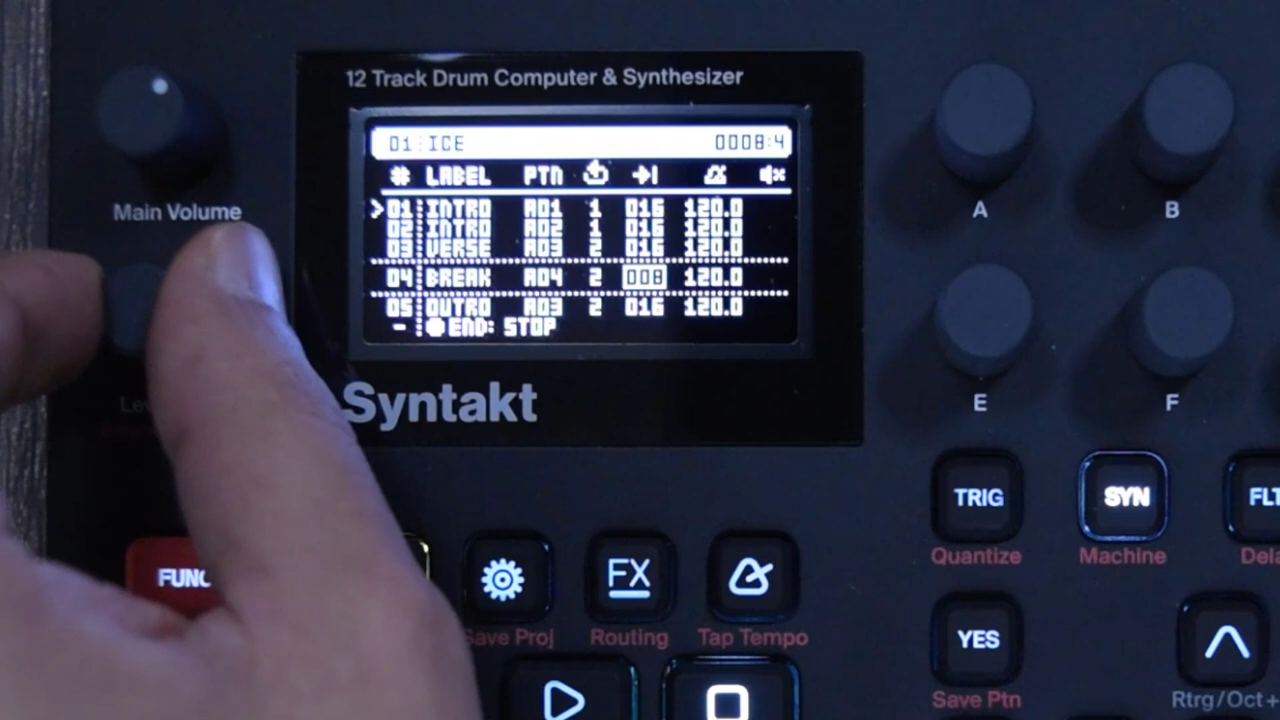 12 Track Drum Computer & Synthesizer
01 ICE 0008:4
# LABEL PTN
01 INTRO A01 1 016 120.0
02 INTRO A02 1 016 120.0
03 VERSE A03 2 016 120.0
04 BREAK A04 2 008 120.0
05 OUTRO A03 2 016 120.0
- END: STOP
Syntakt
Main Volume
A B
E F
TRIG SYN FLT
Quantize Machine
FUNC
FX
Save Proj Routing Tap Tempo
YES
Save Ptn Rtrg/Oct+